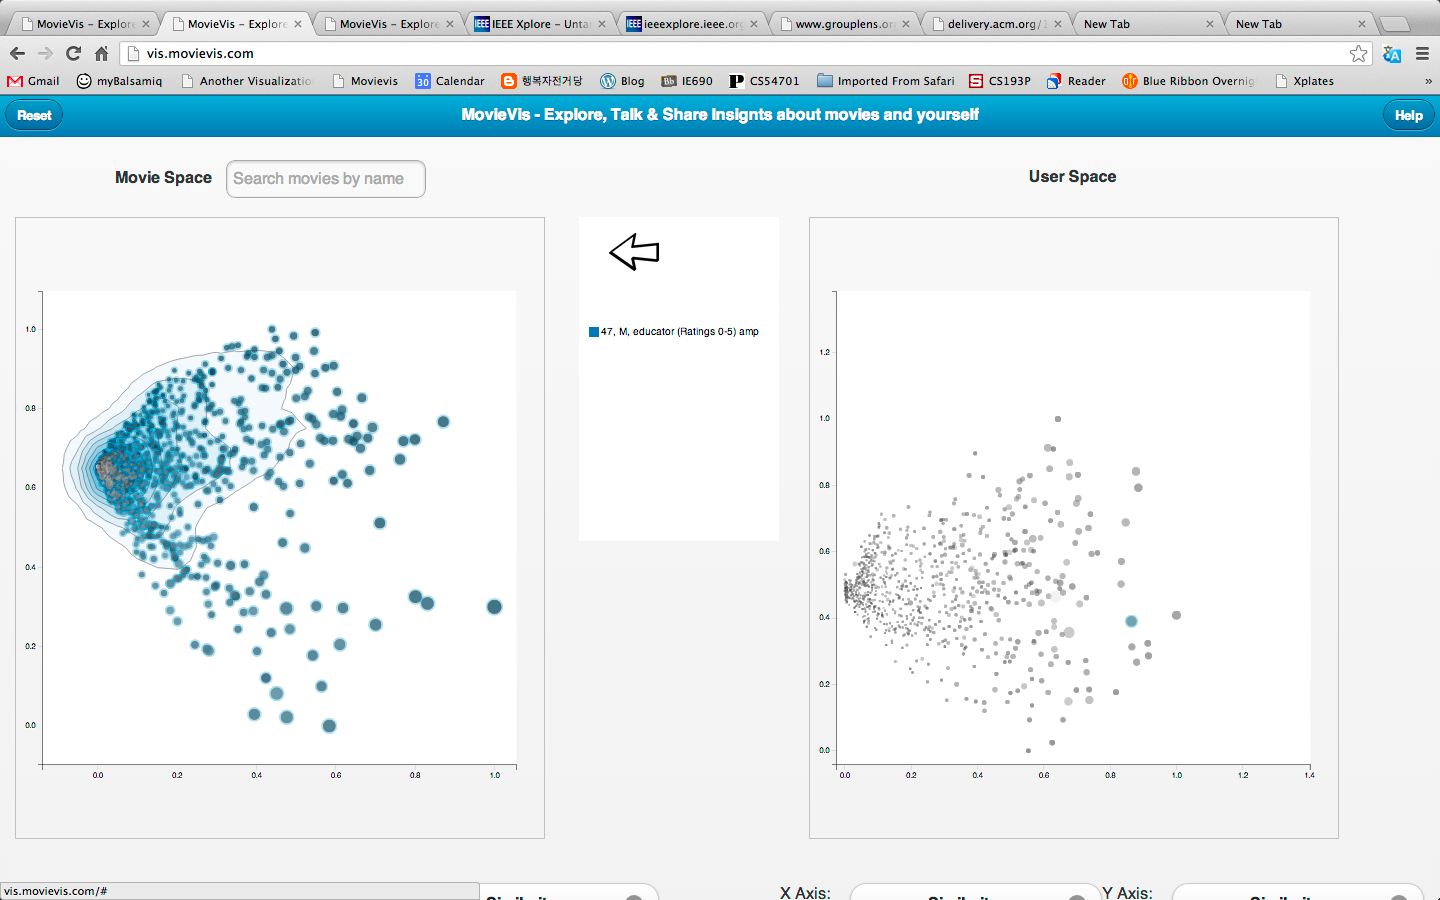 MovieVis – Explore
MovieVis – Explore
MovieVis – Explore
IEEE Xplore – Unta
ieeexplore.ieee.org
www.grouplens.or
delivery.acm.org/1
New Tab
New Tab
vis.movievis.com
Gmail
myBalsamiq
Another Visualizatio
Movievis
Calendar
행복자전거당
Blog
IE690
CS54701
Imported From Safari
CS193P
Reader
Blue Ribbon Overnig
Xplates
»
Reset
MovieVis - Explore, Talk & Share Insignts about movies and yourself
Help
Movie Space
Search movies by name
User Space
47, M, educator (Ratings 0-5) amp
1.0
0.8
0.6
0.4
0.2
0.0
0.0 0.2 0.4 0.6 0.8 1.0
1.2
1.0
0.8
0.6
0.4
0.2
0.0
0.0 0.2 0.4 0.6 0.8 1.0 1.2 1.4
vis.movievis.com/#
X Axis:
Y Axis: